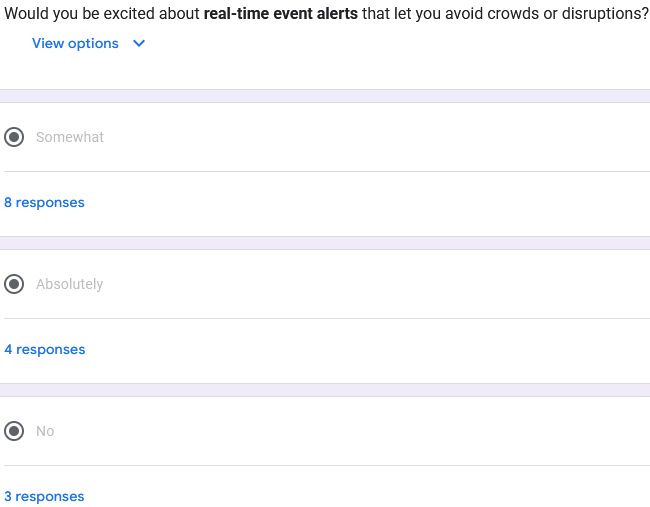 Would you be excited about real-time event alerts that let you avoid crowds or disruptions?
View options
Somewhat
8 responses
Absolutely
4 responses
No
3 responses